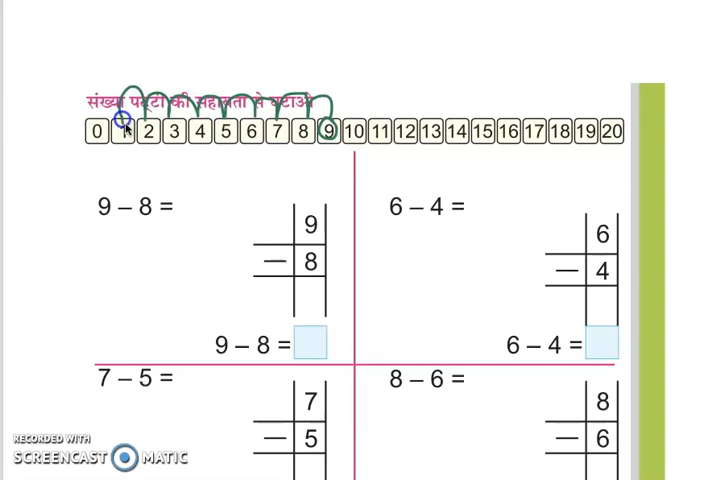 संख्या पट्टी की सहायता से घटाओ
0 1 2 3 4 5 6 7 8 9 10 11 12 13 14 15 16 17 18 19 20
9 – 8 =
9
– 8
9 – 8 =
6 – 4 =
6
– 4
6 – 4 =
7 – 5 =
7
– 5
8 – 6 =
8
– 6
RECORDED WITH
SCREENCAST MATIC